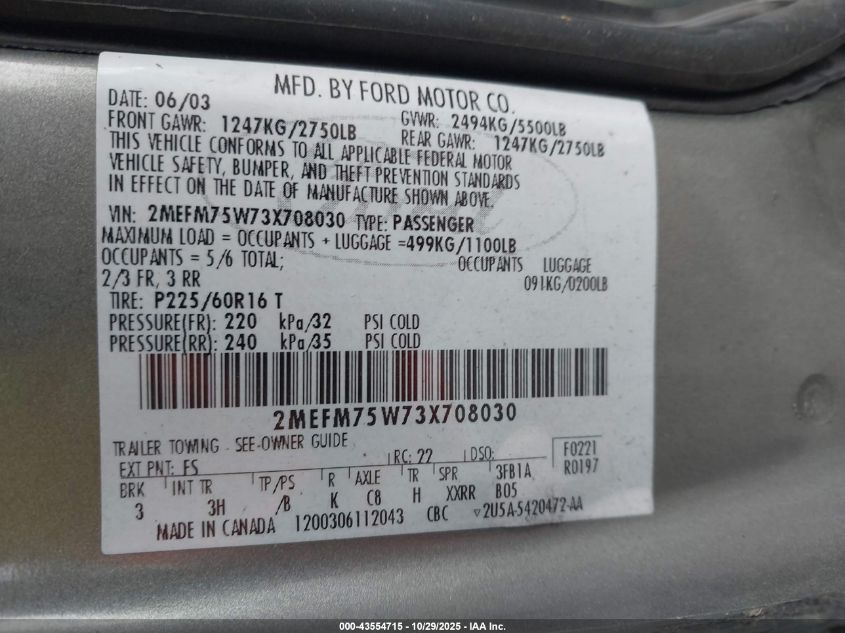 MFD. BY FORD MOTOR CO.
DATE: 06/03 GVWR: 2494KG/5500LB
FRONT GAWR: 1247KG/2750LB REAR GAWR: 1247KG/2750LB
THIS VEHICLE CONFORMS TO ALL APPLICABLE FEDERAL MOTOR
VEHICLE SAFETY, BUMPER, AND THEFT PREVENTION STANDARDS
IN EFFECT ON THE DATE OF MANUFACTURE SHOWN ABOVE.
VIN: 2MEFM75W73X708030 TYPE: PASSENGER
MAXIMUM LOAD = OCCUPANTS + LUGGAGE =499KG/1100LB
OCCUPANTS = 5/6 TOTAL; OCCUPANTS LUGGAGE
2/3 FR, 3 RR 091KG/0200LB
TIRE: P225/60R16 T
PRESSURE(FR): 220 kPa/32 PSI COLD
PRESSURE(RR): 240 kPa/35 PSI COLD
2MEFM75W73X708030
TRAILER TOWING - SEE-OWNER GUIDE F0221
EXT PNT: FS RC: 22 DSO: R0197
BRK INT TR TP/PS R AXLE TR SPR 3FB1A
3 3H /B K C8 H XXRR B05
MADE IN CANADA 1200306112043 CBC ▽2U5A-5420472-AA
000-43554715 - 10/29/2025 - IAA Inc.